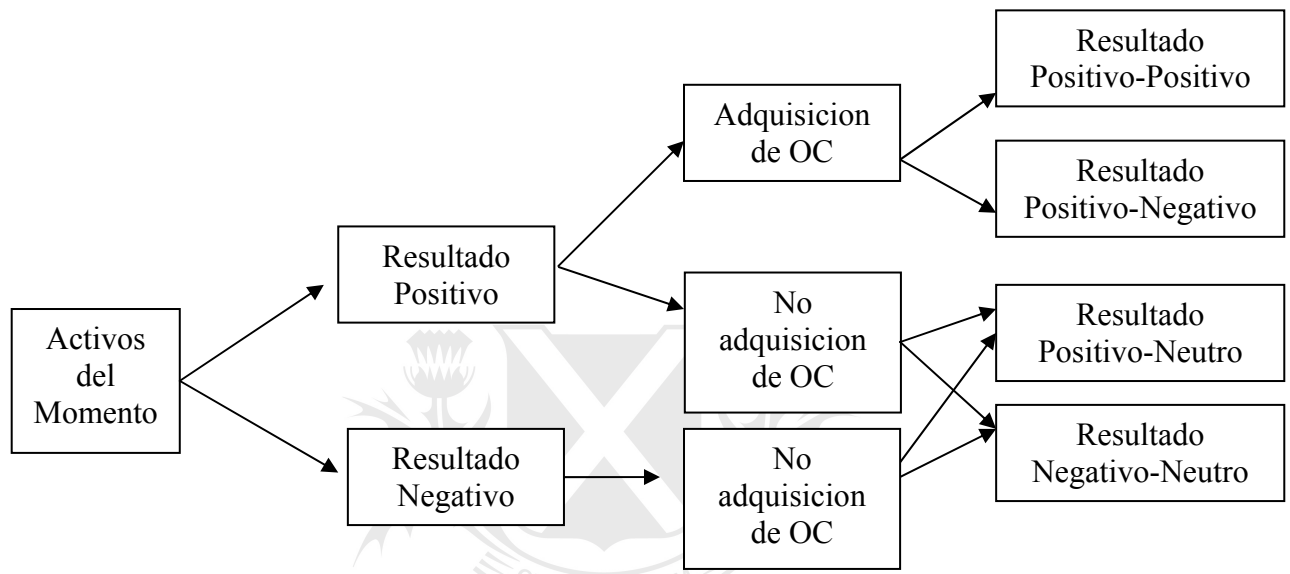 Activos
del
Momento
Resultado
Positivo
Resultado
Negativo
Adquisicion
de OC
No
adquisicion
de OC
No
adquisicion
de OC
Resultado
Positivo-Positivo
Resultado
Positivo-Negativo
Resultado
Positivo-Neutro
Resultado
Negativo-Neutro